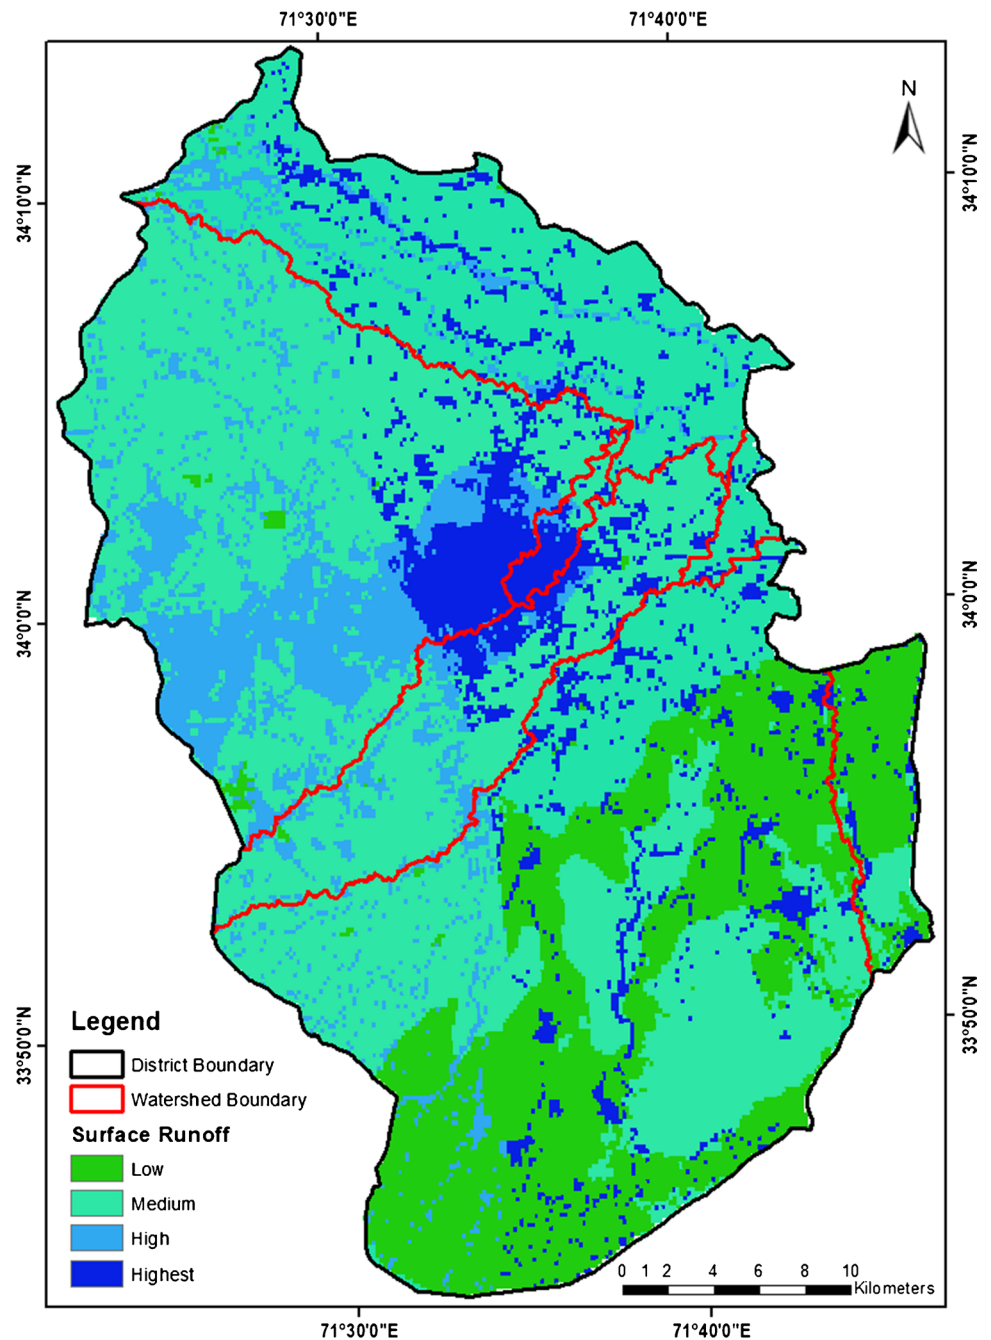 71°30'0"E
71°40'0"E
N
34°10'0"N
34°10'0"N
34°0'0"N
34°0'0"N
33°50'0"N
33°50'0"N
Legend
District Boundary
Watershed Boundary
Surface Runoff
Low
Medium
High
Highest
0 1 2 4 6 8 10
Kilometers
71°30'0"E
71°40'0"E